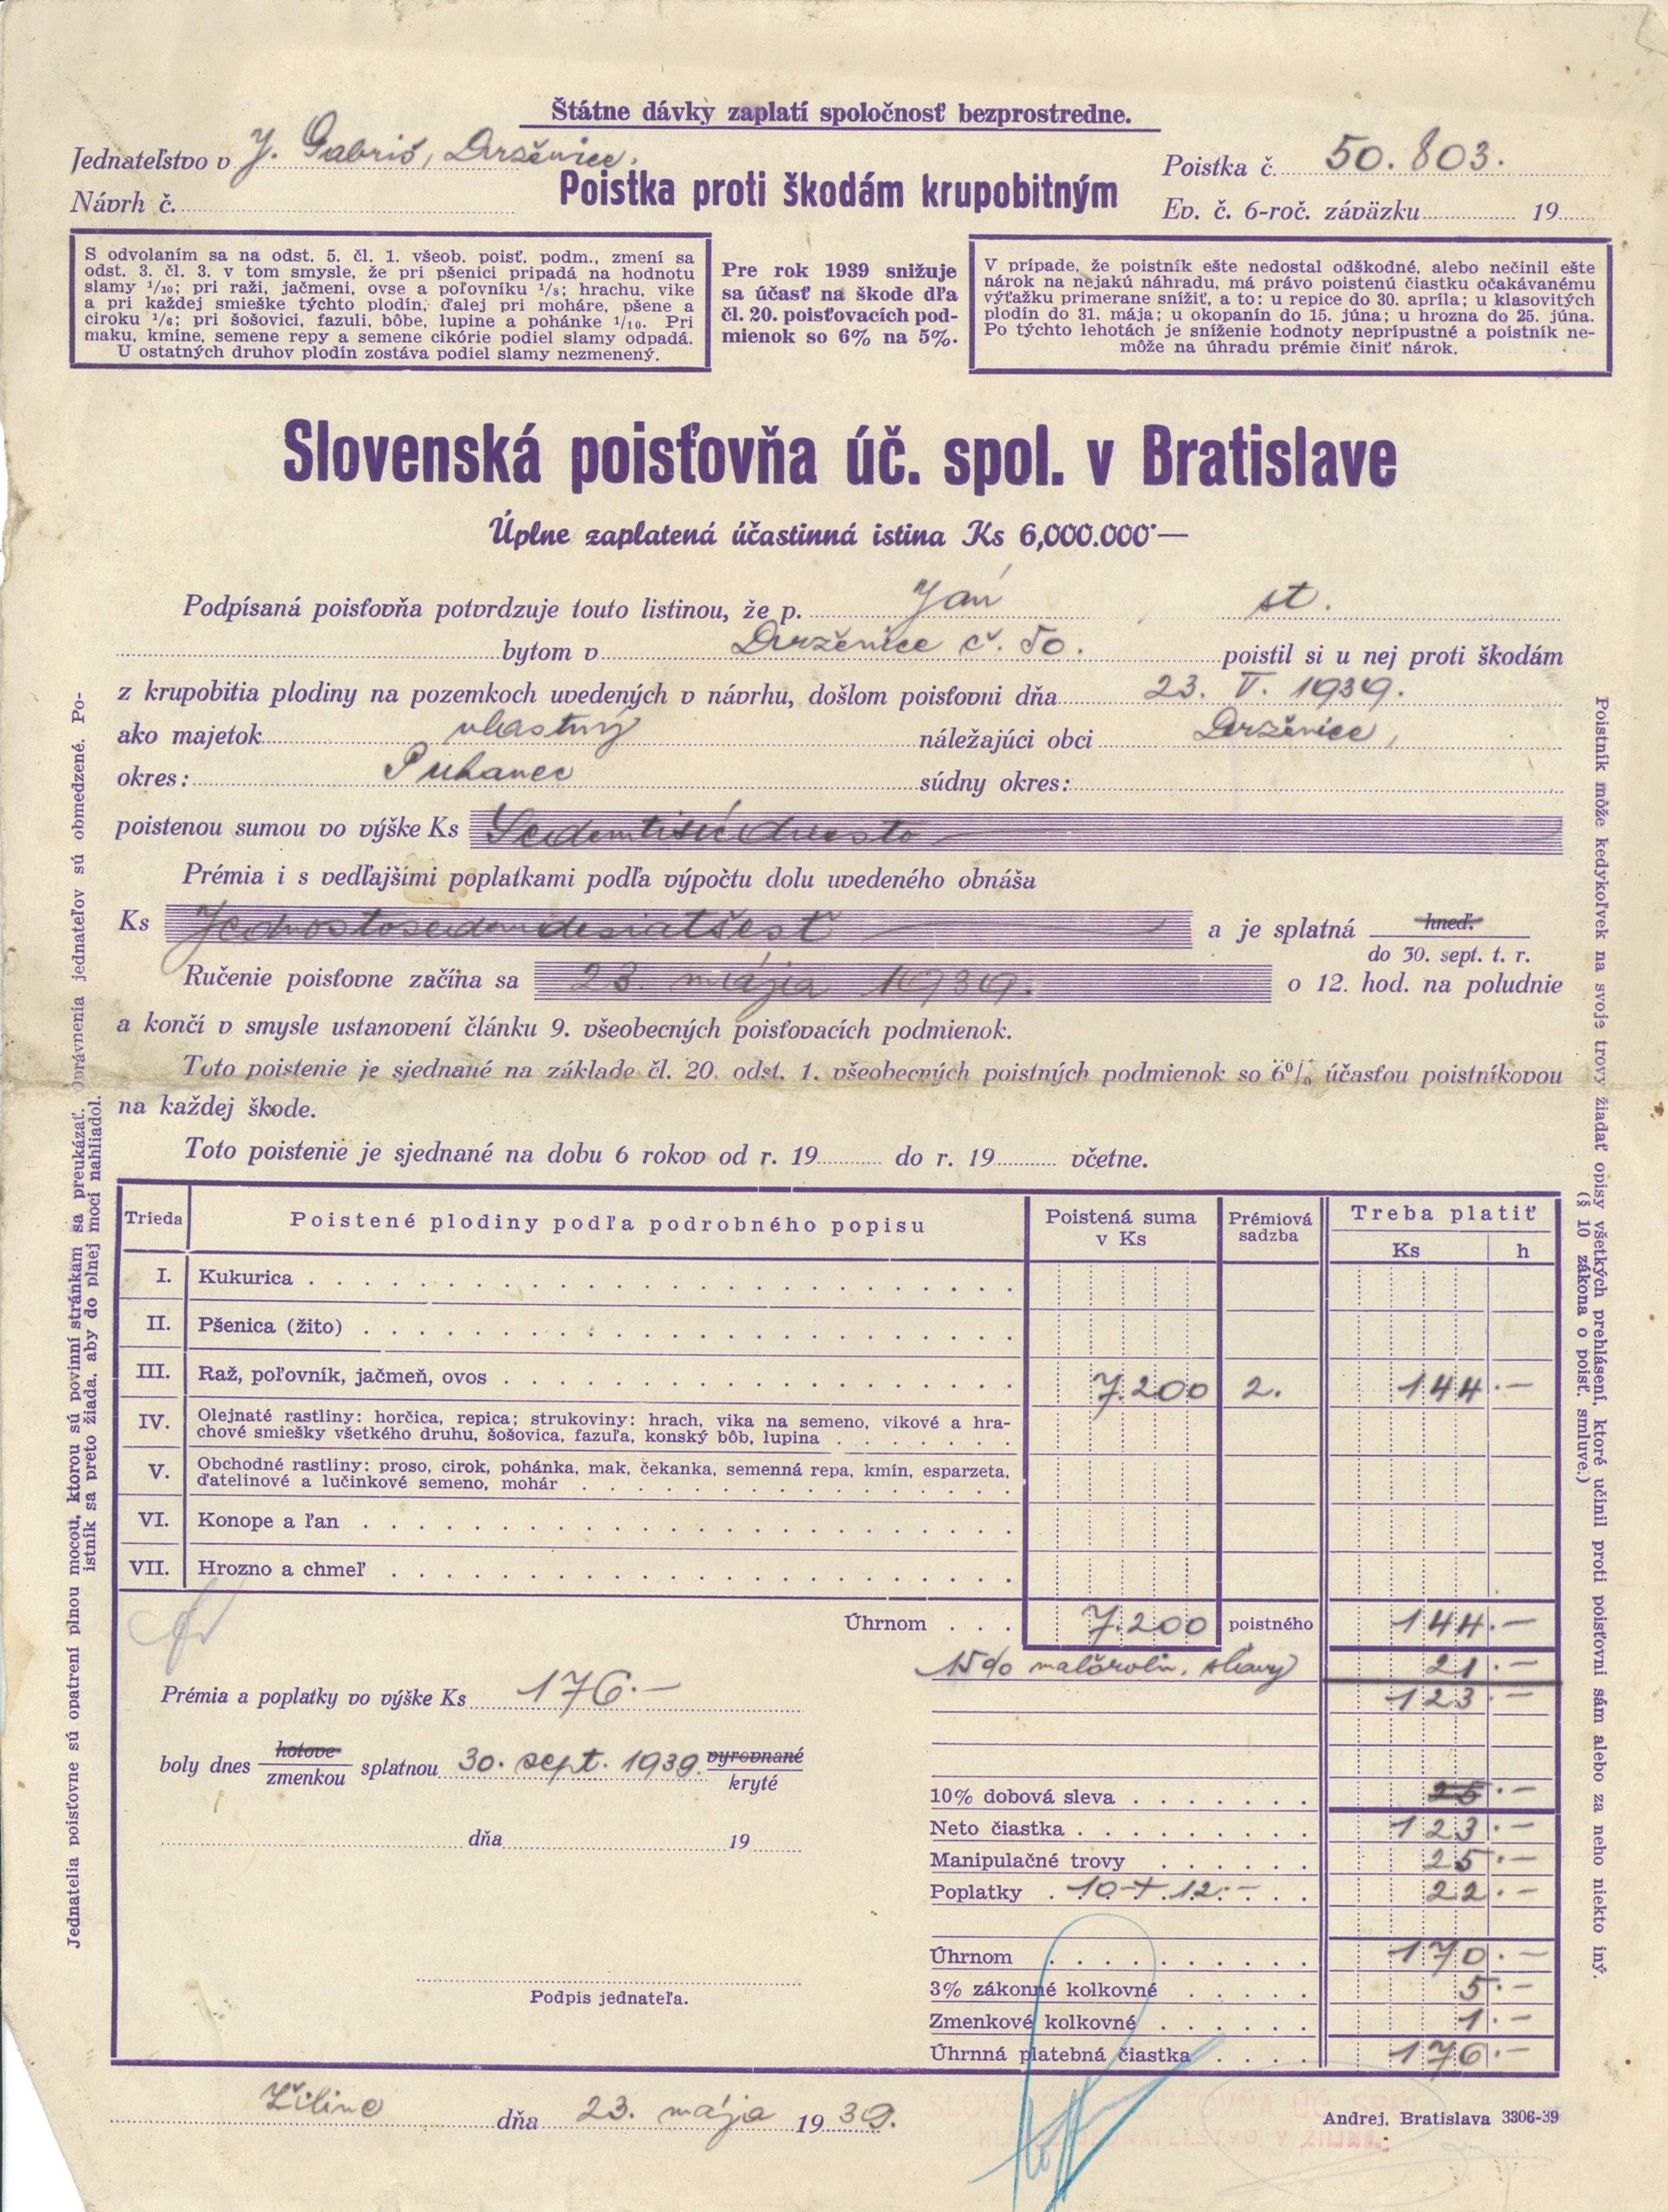 Štátne dávky zaplatí spoločnosť bezprostredne.
Jednateľstvo v J. Gabriš, Drženice.
Poistka č. 50.803.
Návrh č.
Poistka proti škodám krupobitným
Ev. č. 6-roč. záväzku 19
S odvolaním sa na odst. 5. čl. 1. všeob. poisť. podm., zmení sa
odst. 3. čl. 3. v tom smysle, že pri pšenici pripadá na hodnotu
slamy 1/10; pri raži, jačmeni, ovse a poľovníku 1/8; hrachu, vike
a pri každej smieške týchto plodín, ďalej pri moháre, pšene a
ciroku 1/6; pri šošovici, fazuli, bôbe, lupine a pohánke 1/10. Pri
maku, kmíne, semene repy a semene cikórie podiel slamy odpadá.
U ostatných druhov plodín zostáva podiel slamy nezmenený.
Pre rok 1939 snižuje
sa účasť na škode dľa
čl. 20. poisťovacích pod-
mienok so 6% na 5%.
V prípade, že poistník ešte nedostal odškodné, alebo nečinil ešte
nárok na nejakú náhradu, má právo poistenú čiastku očakávanému
výťažku primerane snížiť, a to: u repice do 30. apríla; u klasovitých
plodín do 31. mája; u okopanín do 15. júna; u hrozna do 25. júna.
Po týchto lehotách je sníženie hodnoty neprípustné a poistník ne-
môže na úhradu prémie činiť nárok.
Slovenská poisťovňa úč. spol. v Bratislave
Úplne zaplatená účastinná istina Ks 6,000.000·—
Podpísaná poisťovňa potvrdzuje touto listinou, že p. Ján st.
bytom v Drženice č. 50. poistil si u nej proti škodám
z krupobitia plodiny na pozemkoch uvedených v návrhu, došlom poisťovni dňa 23. V. 1939.
ako majetok vlastný náležajúci obci Drženice,
okres: Pukanec súdny okres:
poistenou sumou vo výške Ks Sedemtisícdvesto
Prémia i s vedľajšími poplatkami podľa výpočtu dolu uvedeného obnáša
Ks Jednostosedemdesiatšesť a je splatná hneď.
do 30. sept. t. r.
Ručenie poisťovne začína sa 23. mája 1939. o 12. hod. na poludnie
a končí v smysle ustanovení článku 9. všeobecných poisťovacích podmienok.
Toto poistenie je sjednané na základe čl. 20. odst. 1. všeobecných poistných podmienok so 6% účasťou poistníkovou
na každej škode.
Toto poistenie je sjednané na dobu 6 rokov od r. 19 do r. 19 včetne.
Trieda Poistené plodiny podľa podrobného popisu Poistená suma v Ks Prémiová sadzba Treba platiť
Ks h
I. Kukurica
II. Pšenica (žito)
III. Raž, poľovník, jačmeň, ovos 7.200 2. 144.—
IV. Olejnaté rastliny: horčica, repica; strukoviny: hrach, vika na semeno, vikové a hra-
chové smiešky všetkého druhu, šošovica, fazuľa, konský bôb, lupina
V. Obchodné rastliny: proso, cirok, pohánka, mak, čekanka, semenná repa, kmín, esparzeta,
ďatelinové a lučinkové semeno, mohár
VI. Konope a ľan
VII. Hrozno a chmeľ
Úhrnom 7.200 poistného 144.—
15% maloroln. 21.—
Prémia a poplatky vo výške Ks 176.—
123.—
boly dnes hotove zmenkou splatnou 30. sept. 1939. vyrovnané kryté
10% dobová sleva 25.—
Neto čiastka 123.—
dňa 19
Manipulačné trovy 25.—
Poplatky 10+12.— 22.—
Úhrnom 170.—
Podpis jednateľa.
3% zákonné kolkovné 5.—
Zmenkové kolkovné 1.—
Úhrnná platebná čiastka 176.—
Žilina dňa 23. mája 1939.
Andrej, Bratislava 3306-39
Jednatelia poisťovne sú opatrení plnou mocou, ktorou sú povinní stránkam sa preukázať. Oprávnenia jednateľov sú obmedzené. Po-
istník sa preto žiada, aby do plnej moci nahliadol.
Poistník môže kedykoľvek na svoje trovy žiadať opisy všetkých prehlásení, ktoré učinil proti poisťovni sám alebo za neho niekto iný.
(§ 10 zákona o poisť. smluve.)